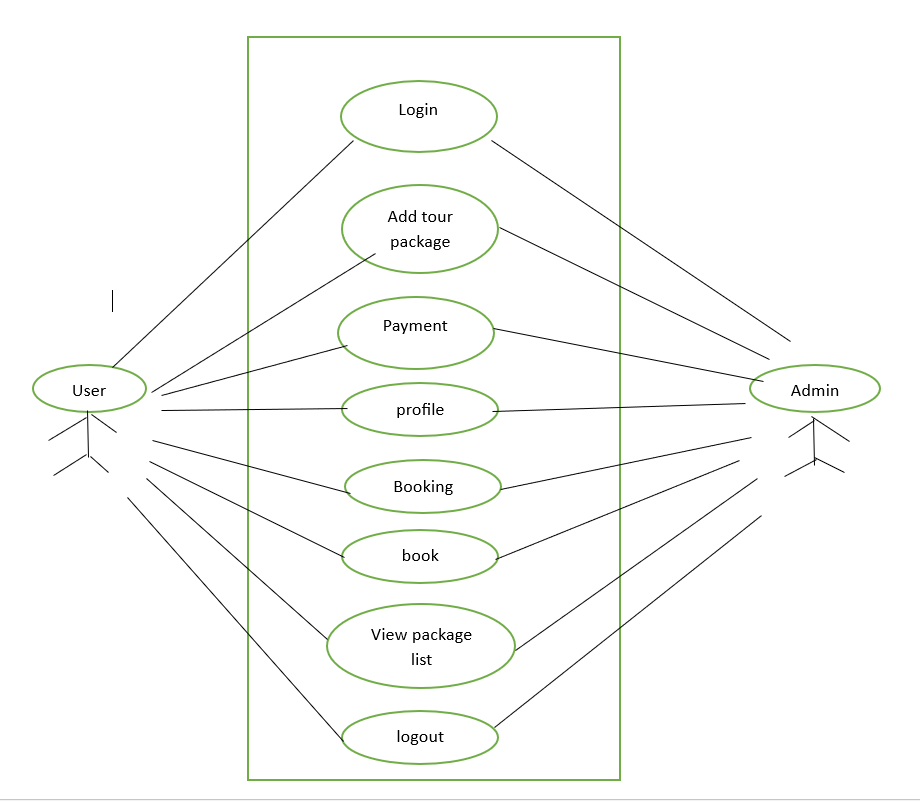 Login
Add tour
package
Payment
User
Admin
profile
Booking
book
View package
list
logout